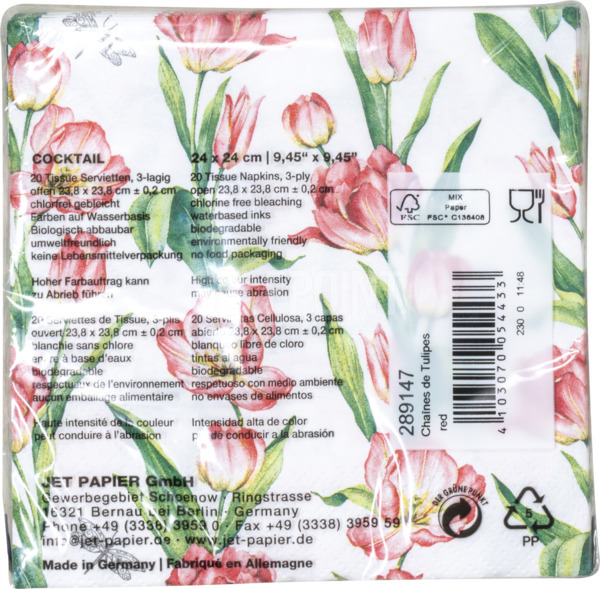 COCKTAIL
20 Tissue Servietten, 3-lagig
offen 23,8 x 23,8 cm ± 0,2 cm
chlorfrei gebleicht
Farben auf Wasserbasis
Biologisch abbaubar
umweltfreundlich
keine Lebensmittelverpackung
Hoher Farbauftrag kann
zu Abrieb führen
20 Serviettes de Tissue, 3-plis
ouvert 23,8 x 23,8 cm ± 0,2 cm
blanchie sans chlore
encre à base d'eaux
biodegradable
respectueux de l'environnement
aucun emballage alimentaire
Haute intensité de la couleur
peut conduire à l'abrasion
24 x 24 cm | 9,45" x 9,45"
20 Tissue Napkins, 3-ply
open 23,8 x 23,8 cm ± 0,2 cm
chlorine free bleaching
waterbased inks
biodegradable
environmentally friendly
no food packaging
High colour intensity
may cause abrasion
20 Servilletas Cellulosa, 3 capas
abierta 23,8 x 23,8 cm ± 0,2 cm
blanqueo libre de cloro
tintas al agua
biodegradable
respetuoso con medio ambiente
no envases de alimentos
Intensidad alta de color
puede conducir a la abrasión
FSC
MIX
Paper
FSC® C136408
289147
Chaînes de Tulipes
red
4 103070 054433
230 0 11:48
JET PAPIER GmbH
Gewerbegebiet Schoenow · Ringstrasse
16321 Bernau bei Berlin, Germany
Phone +49 (3338) 3959 0 · Fax +49 (3338) 3959 59
info@jet-papier.de · www.jet-papier.de
Made in Germany | Fabriqué en Allemagne
DER GRÜNE PUNKT
5
PP